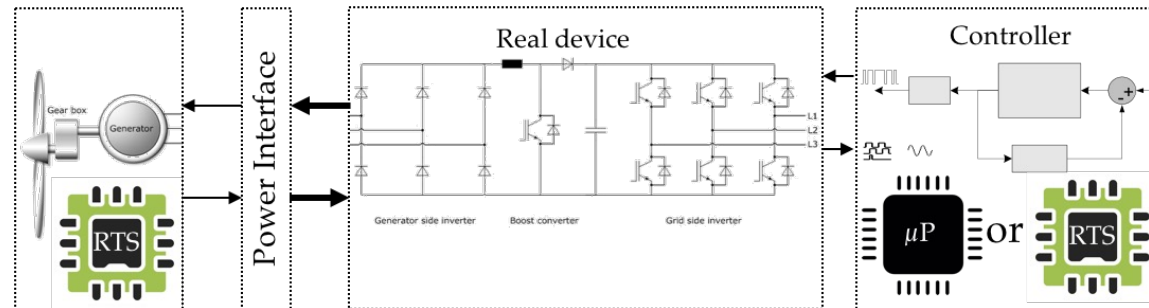 Gear box
Generator
RTS
Power Interface
Real device
L1
L2
L3
Generator side inverter
Boost converter
Grid side inverter
Controller
- +
μP
or
RTS